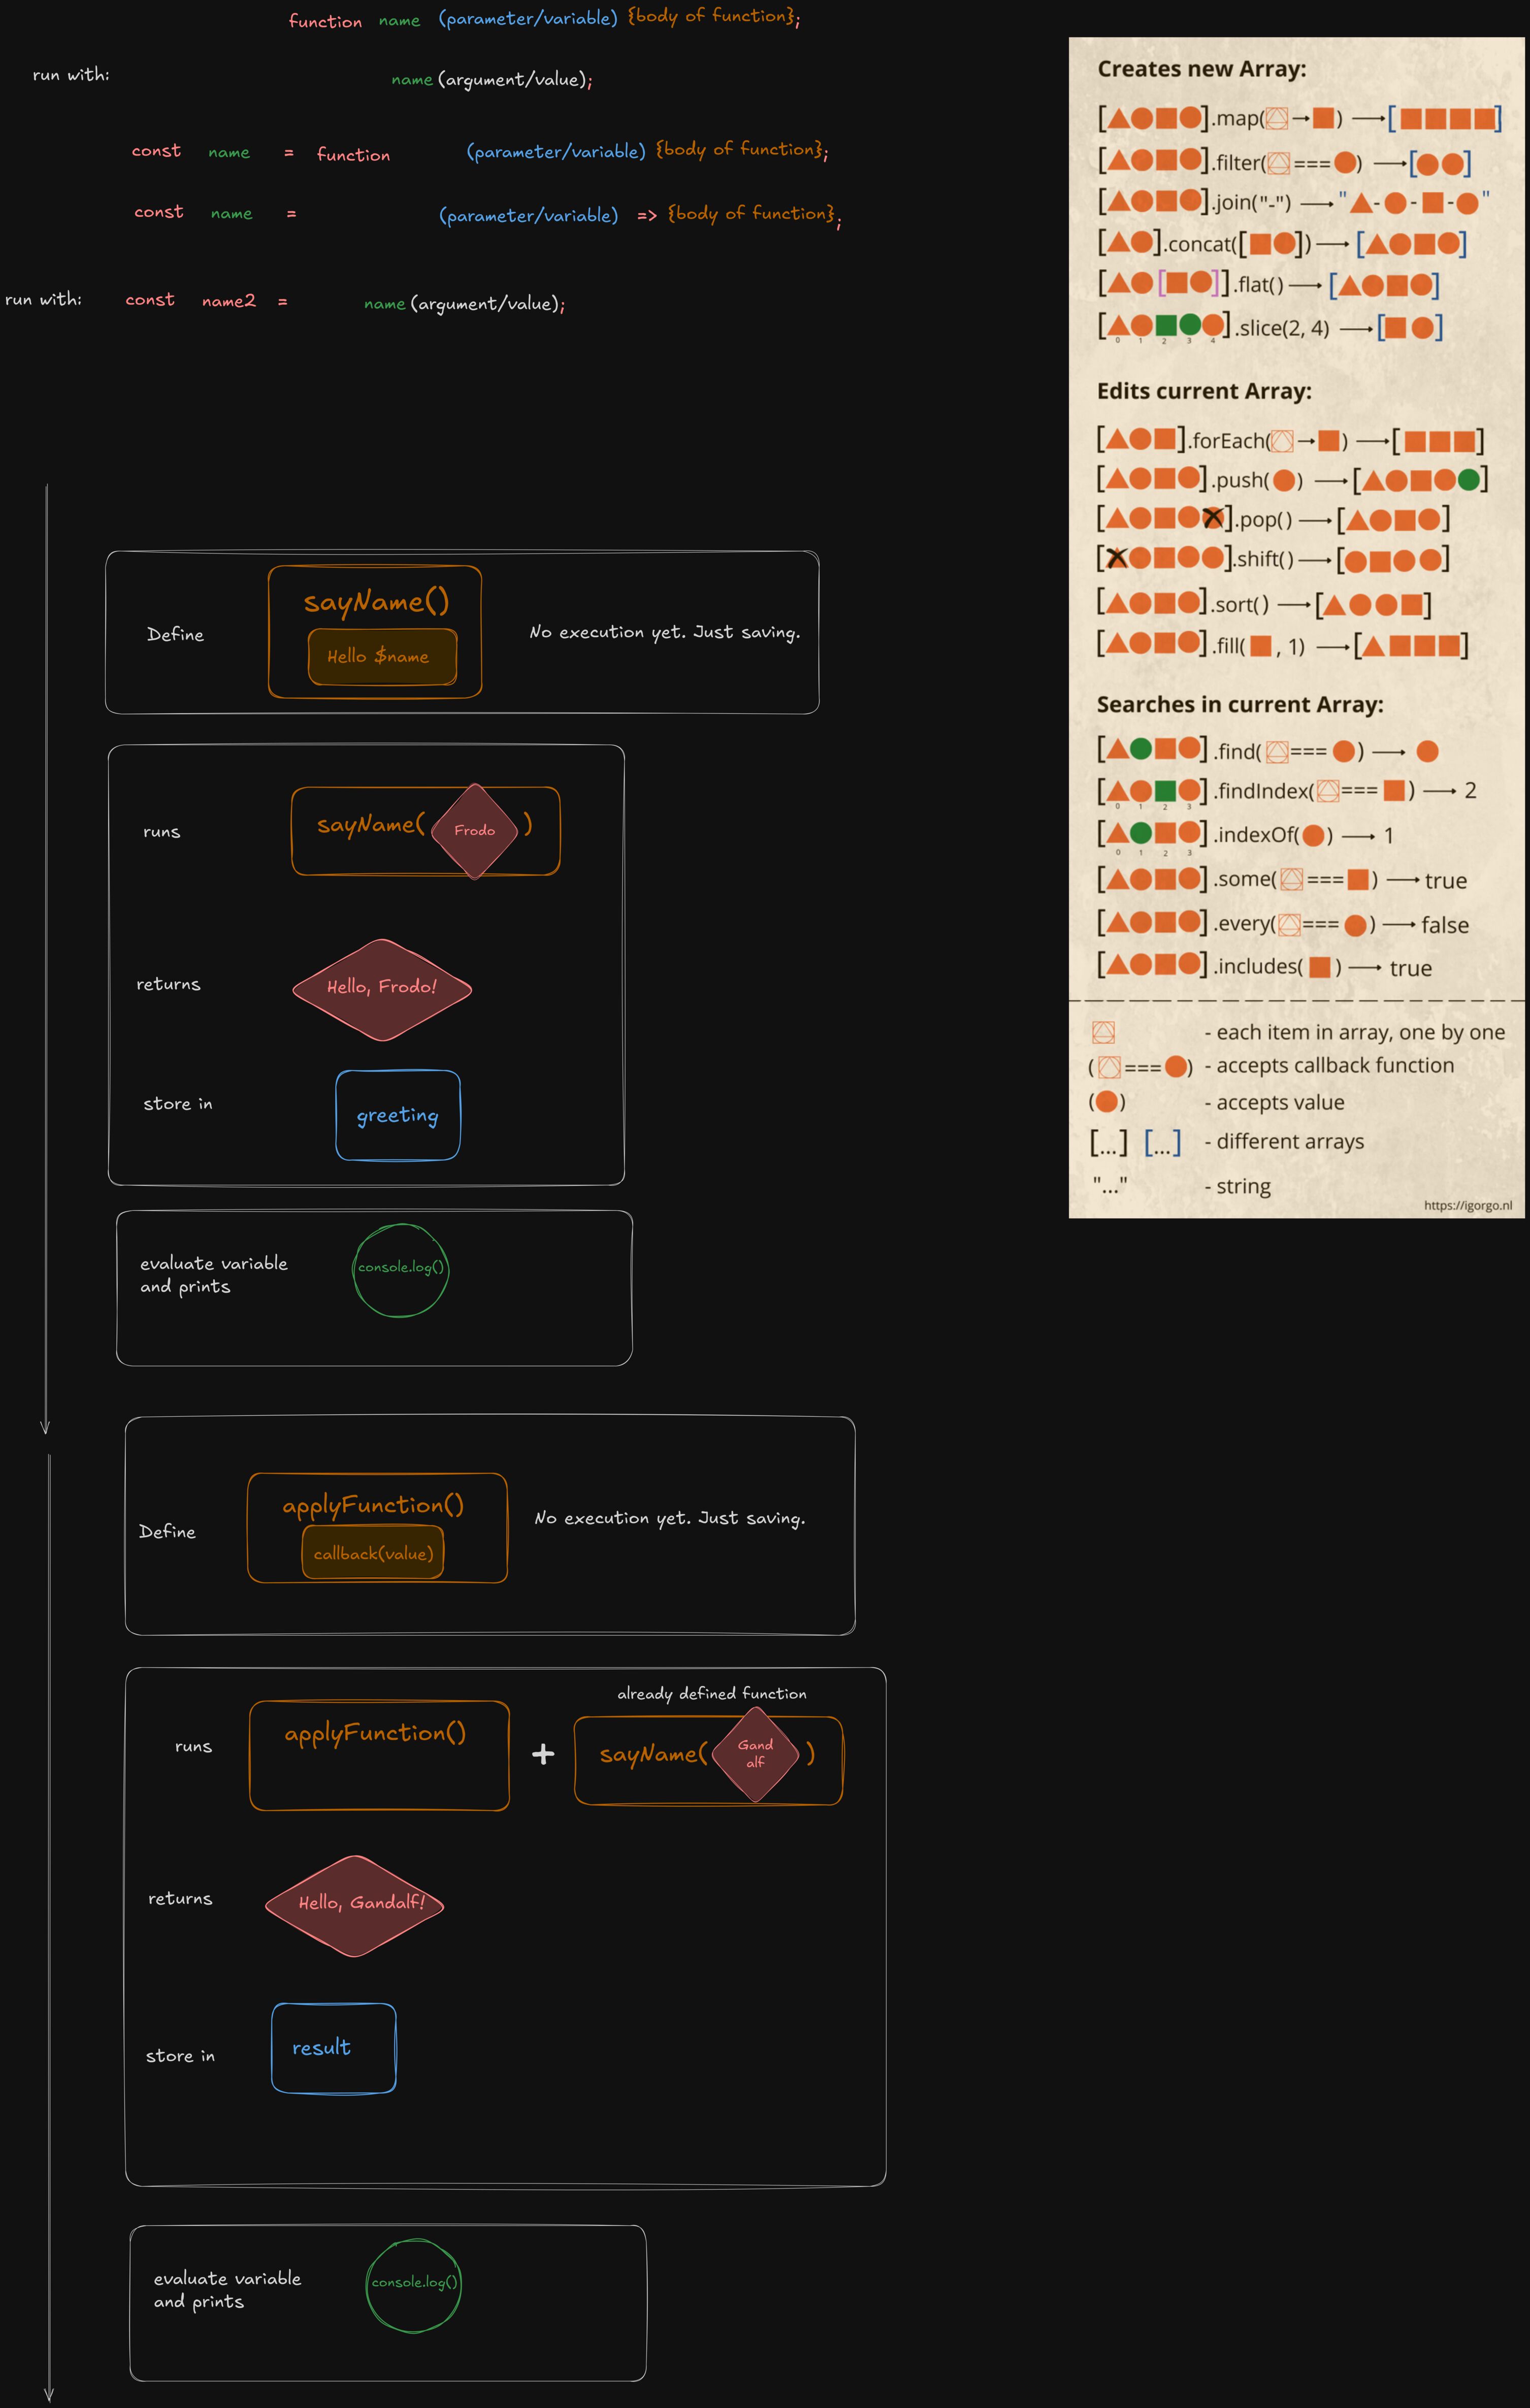 function name (parameter/variable) {body of function};
run with: name (argument/value);
const name = function (parameter/variable) {body of function};
const name = (parameter/variable) => {body of function};
run with: const name2 = name (argument/value);
sayName()
Define
Hello $name
No execution yet. Just saving.
runs
sayName( Frodo )
returns
Hello, Frodo!
store in
greeting
evaluate variable
and prints
console.log()
Define
applyFunction()
callback(value)
No execution yet. Just saving.
already defined function
runs
applyFunction()
+
sayName( Gand
alf )
returns
Hello, Gandalf!
store in
result
evaluate variable
and prints
console.log()
Creates new Array:
[▲●■●].map( → ■) → [■■■■]
[▲●■●].filter( === ●) → [●●]
[▲●■●].join("-") → "▲-●-■-●"
[▲●].concat([■●]) → [▲●■●]
[▲●[■●]].flat() → [▲●■●]
[▲●■●●].slice(2, 4) → [■●]
0 1 2 3 4
Edits current Array:
[▲●■].forEach( → ■) → [■■■]
[▲●■●].push(●) → [▲●■●●]
[▲●■●●].pop() → [▲●■●]
[▲●■●●].shift() → [●■●●]
[▲●■●].sort() → [▲●●■]
[▲●■●].fill(■, 1) → [▲■■■]
Searches in current Array:
[▲●■●].find( === ●) → ●
[▲●■●].findIndex( === ■) → 2
0 1 2 3
[▲●■●].indexOf(●) → 1
0 1 2 3
[▲●■●].some( === ■) → true
[▲●■●].every( === ●) → false
[▲●■●].includes(■) → true
- each item in array, one by one
( === ●) - accepts callback function
(●) - accepts value
[...] [...] - different arrays
"..." - string
https://igorgo.nl